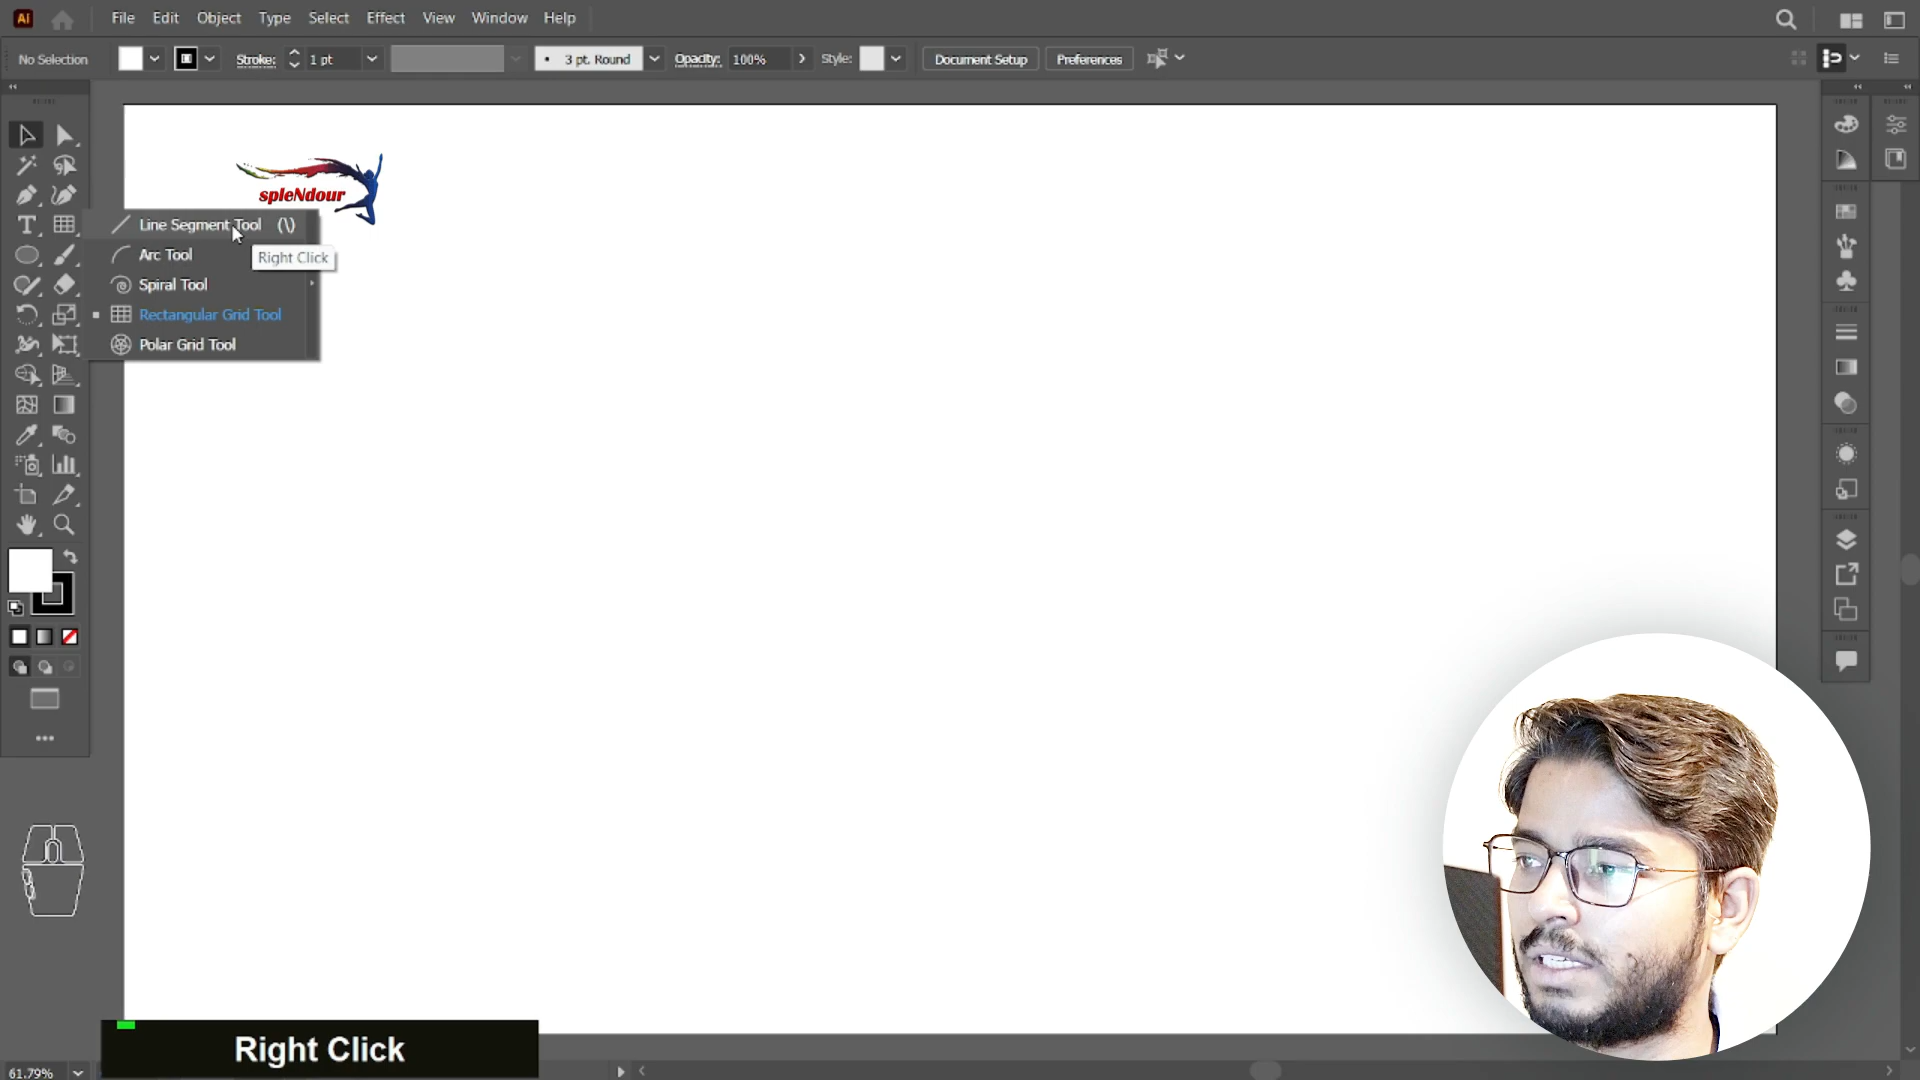 Ai File Edit Object Type Select Effect View Window Help
No Selection Stroke: 1 pt 3 pt. Round Opacity: 100% Style: Document Setup Preferences
spleNdour
T
Line Segment Tool (\)
Arc Tool
Right Click
Spiral Tool
Rectangular Grid Tool
Polar Grid Tool
Right Click
61.79%